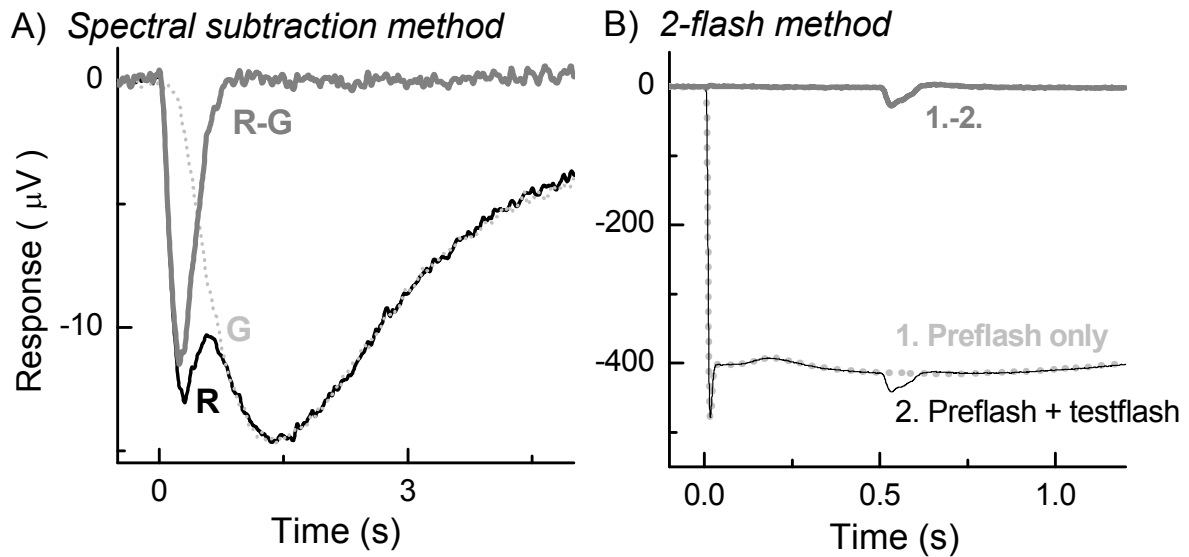 A) Spectral subtraction method
0
-10
Response ( μV)
R-G
G
R
0
3
Time (s)
B) 2-flash method
0
-200
-400
1.-2.
1. Preflash only
2. Preflash + testflash
0.0
0.5
1.0
Time (s)